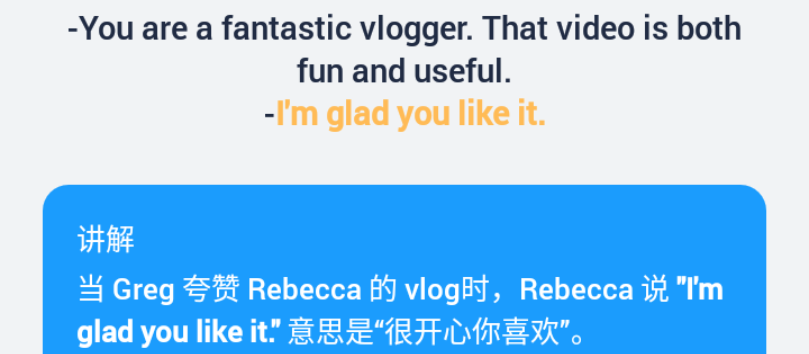 -You are a fantastic vlogger. That video is both
fun and useful.
-I'm glad you like it.
讲解
当 Greg 夸赞 Rebecca 的 vlog时，Rebecca 说 "I'm
glad you like it." 意思是“很开心你喜欢”。